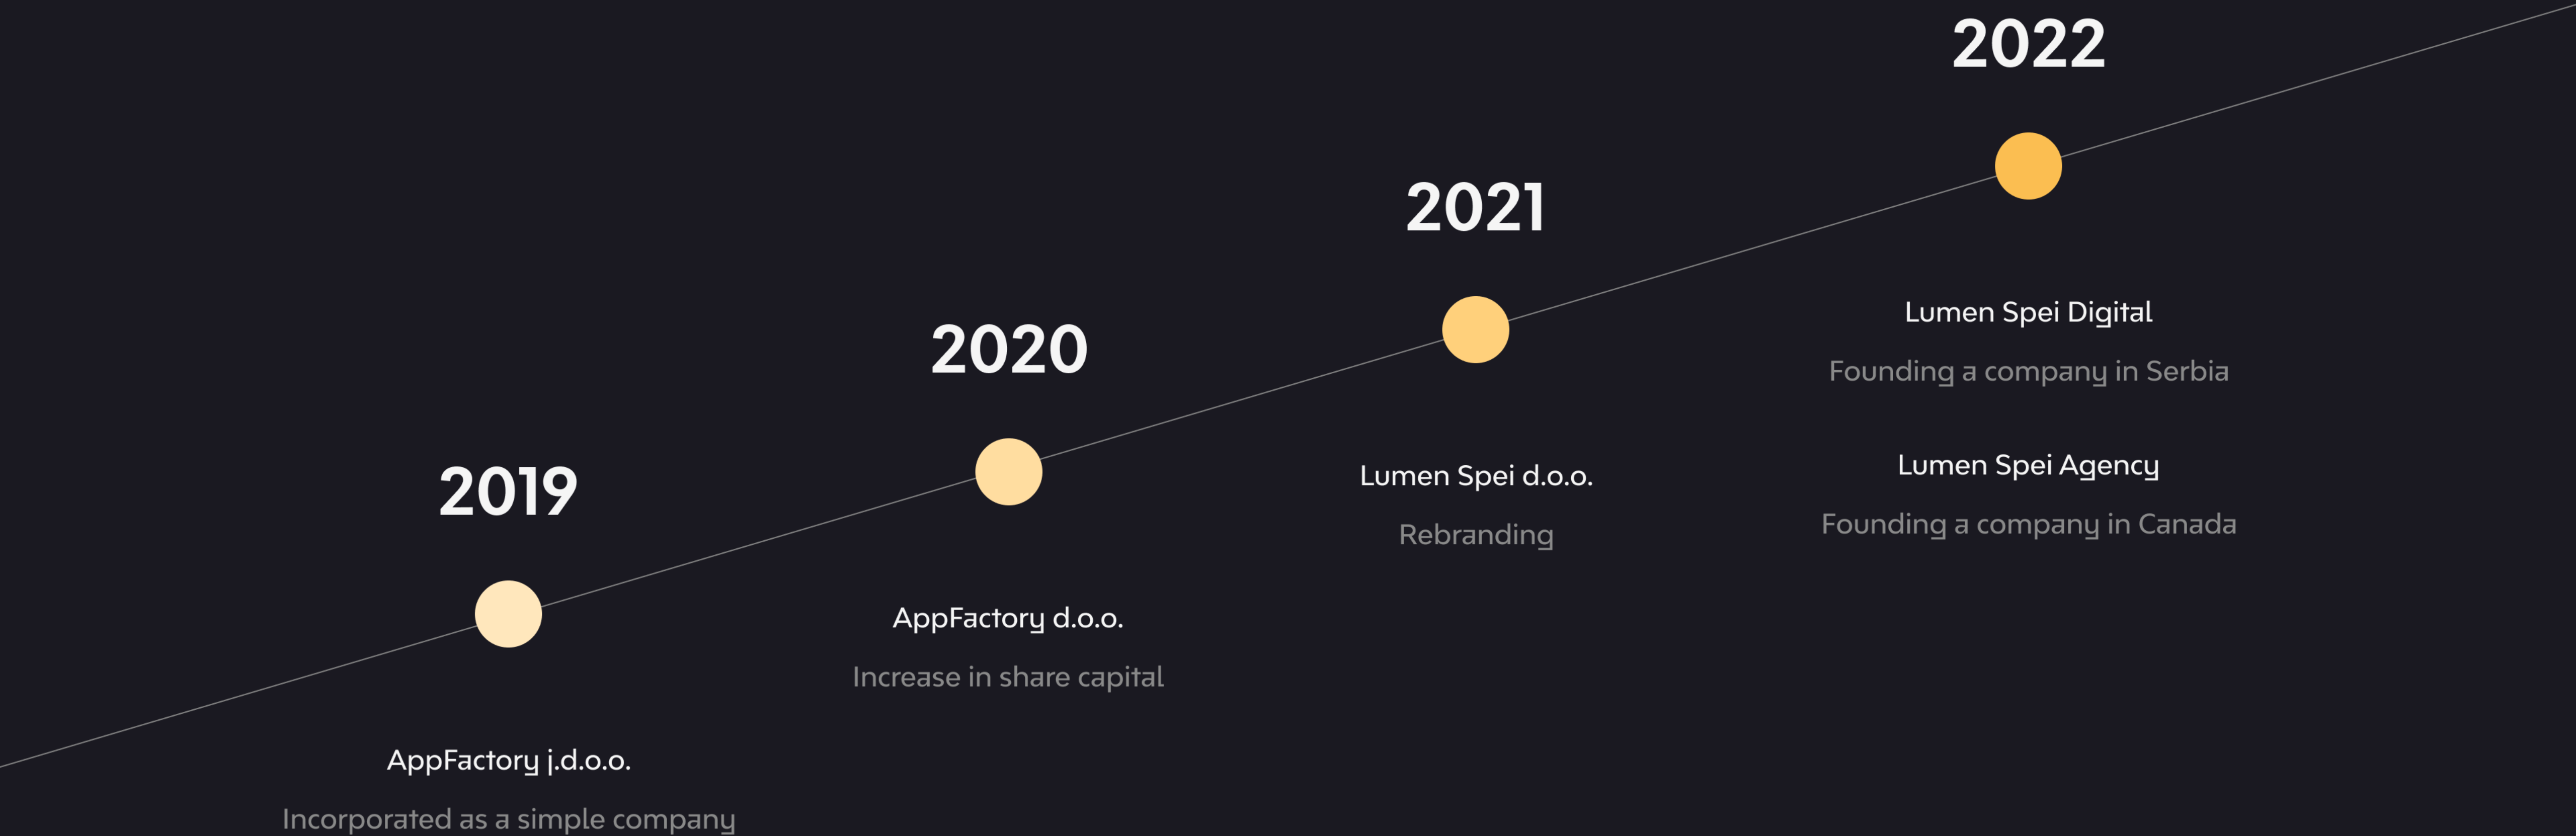 2019
AppFactory j.d.o.o.
Incorporated as a simple company
2020
AppFactory d.o.o.
Increase in share capital
2021
Lumen Spei d.o.o.
Rebranding
2022
Lumen Spei Digital
Founding a company in Serbia
Lumen Spei Agency
Founding a company in Canada